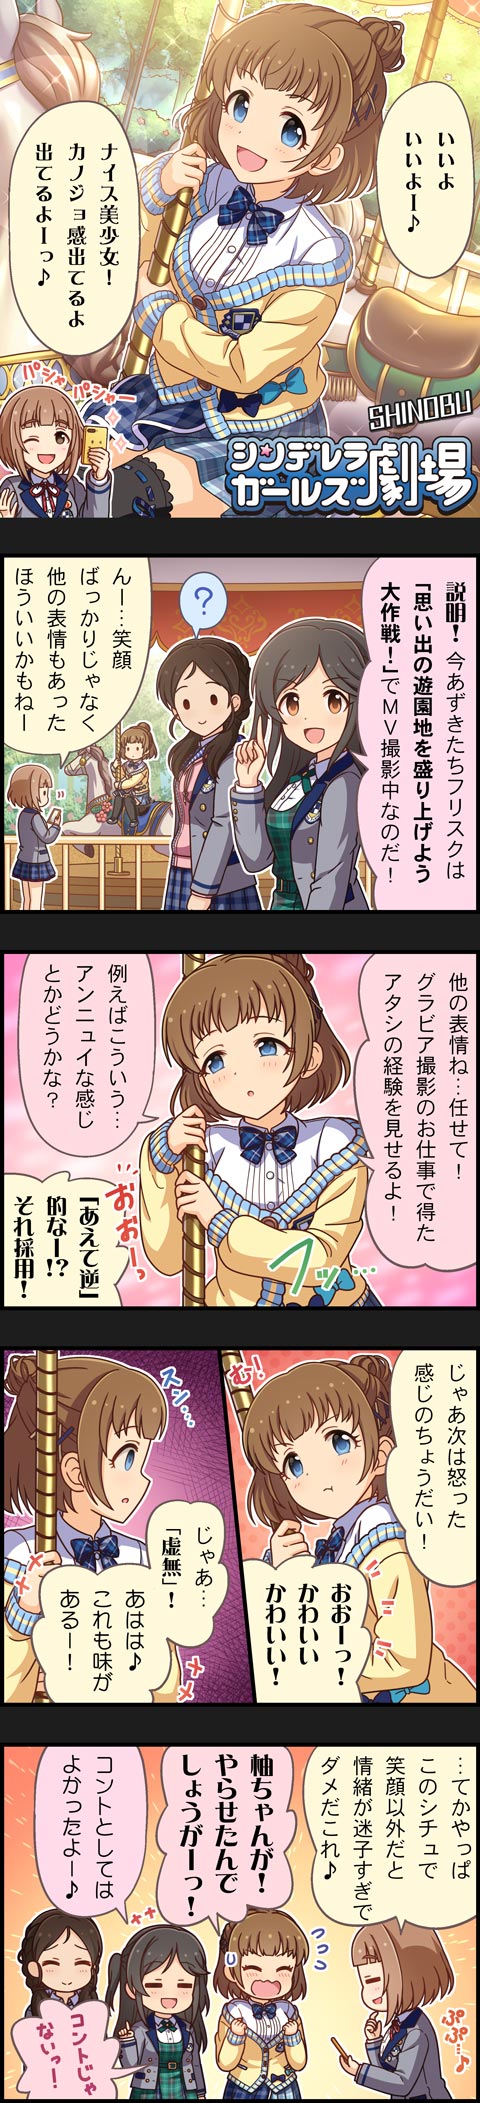 いいよ
いいよー♪
ナイス美少女！
カノジョ感出てるよ
出てるよーっ♪
パシャパシャー
SHINOBU
シンデレラ
ガールズ劇場
説明！今あずきたちフリスクは
「思い出の遊園地を盛り上げよう
大作戦！」でMV撮影中なのだ！
？
んー…笑顔
ばっかりじゃなく
他の表情もあった
ほういいかもねー
他の表情ね…任せて！
グラビア撮影のお仕事で得た
アタシの経験を見せるよ！
例えばこういう…
アンニュイな感じ
とかどうかな？
フッ…
おおーっ
『あえて逆』
的なー!?
それ採用！
じゃあ次は怒った
感じのちょうだい！
む！
おおーっ！
かわいい
かわいい！
スン…
じゃあ…
「虚無」！
あはは♪
これも味が
あるー！
…てかやっぱ
このシチュで
笑顔以外だと
情緒が迷子すぎて
ダメだこれ♪
ぷぷ…♪
柚ちゃんが！
やらせたんで
しょうがーっ！
コントとしては
よかったよー♪
コントじゃ
ないっー！